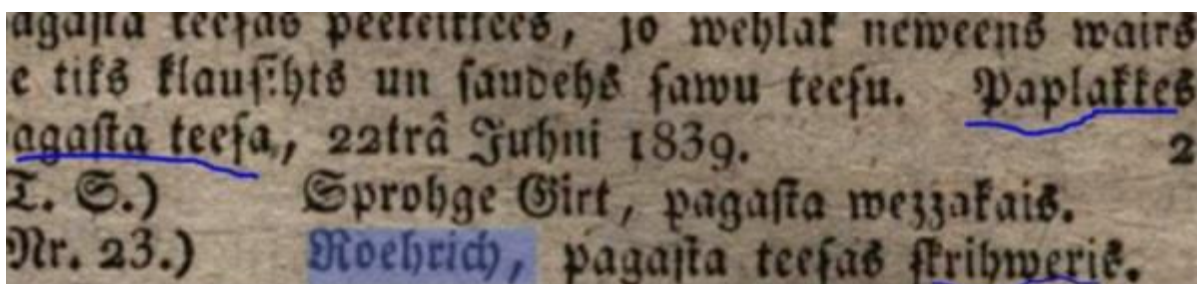 agasta teesas peeteiktees, jo wehlak neweens wairs
e tiks klausihts un saudehs sawu teesu. Paplakkes
agasta teesa, 22trâ Juhni 1839. 2
T. S.) Sprohge Girt, pagasta wezzakais.
Nr. 23.) Roehrich, pagasta teesas skrihweris.